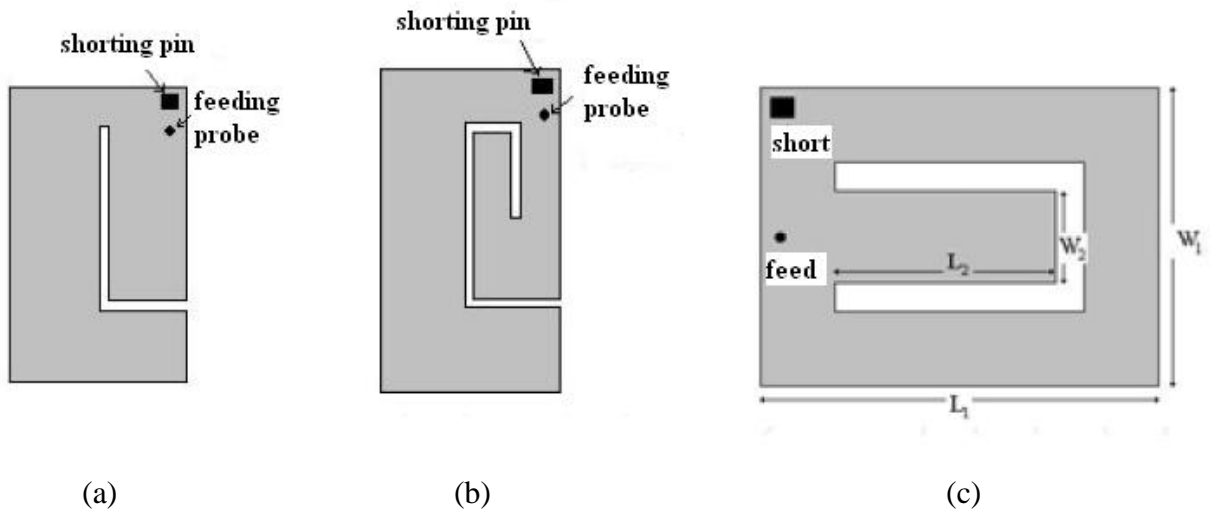 shorting pin
feeding
probe
shorting pin
feeding
probe
short
feed
L2
W2
W1
L1
(a)
(b)
(c)